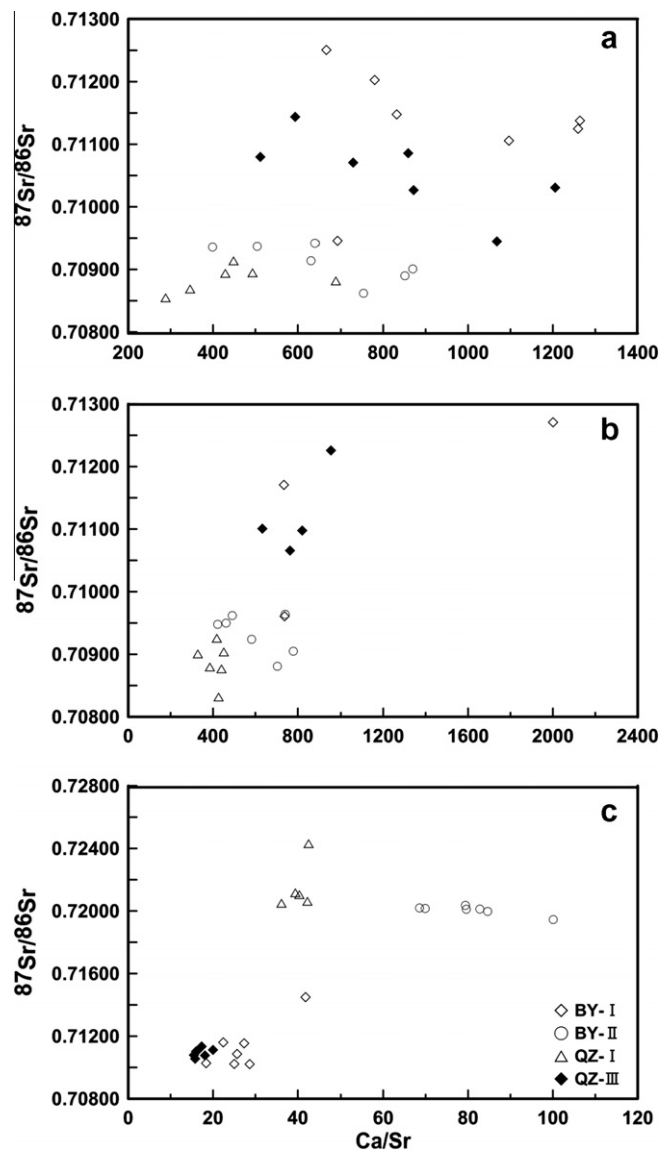 0.71300
a
0.71200
0.71100
0.71000
0.70900
0.70800
87Sr/86Sr
200 400 600 800 1000 1200 1400
0.71300
b
0.71200
0.71100
0.71000
0.70900
0.70800
87Sr/86Sr
0 400 800 1200 1600 2000 2400
0.72800
c
0.72400
0.72000
0.71600
0.71200
0.70800
87Sr/86Sr
BY-Ⅰ
BY-Ⅱ
QZ-Ⅰ
QZ-Ⅲ
0 20 40 60 80 100 120
Ca/Sr